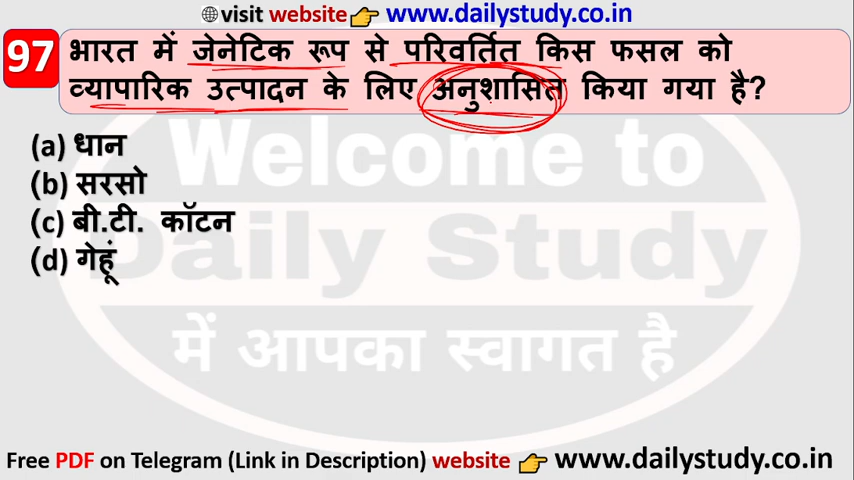 visit website www.dailystudy.co.in
97
भारत में जेनेटिक रूप से परिवर्तित किस फसल को
व्यापारिक उत्पादन के लिए अनुशासित किया गया है?
(a) धान
(b) सरसो
(c) बी.टी. कॉटन
(d) गेहूं
Welcome to
Daily Study
में आपका स्वागत है
Free PDF on Telegram (Link in Description) website www.dailystudy.co.in